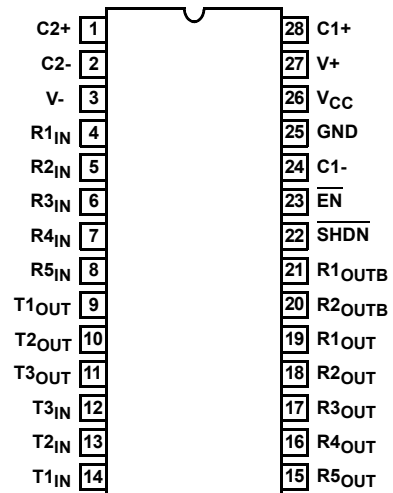 C2+ 1 28 C1+
C2- 2 27 V+
V- 3 26 VCC
R1IN 4 25 GND
R2IN 5 24 C1-
R3IN 6 23 EN
R4IN 7 22 SHDN
R5IN 8 21 R1OUTB
T1OUT 9 20 R2OUTB
T2OUT 10 19 R1OUT
T3OUT 11 18 R2OUT
T3IN 12 17 R3OUT
T2IN 13 16 R4OUT
T1IN 14 15 R5OUT